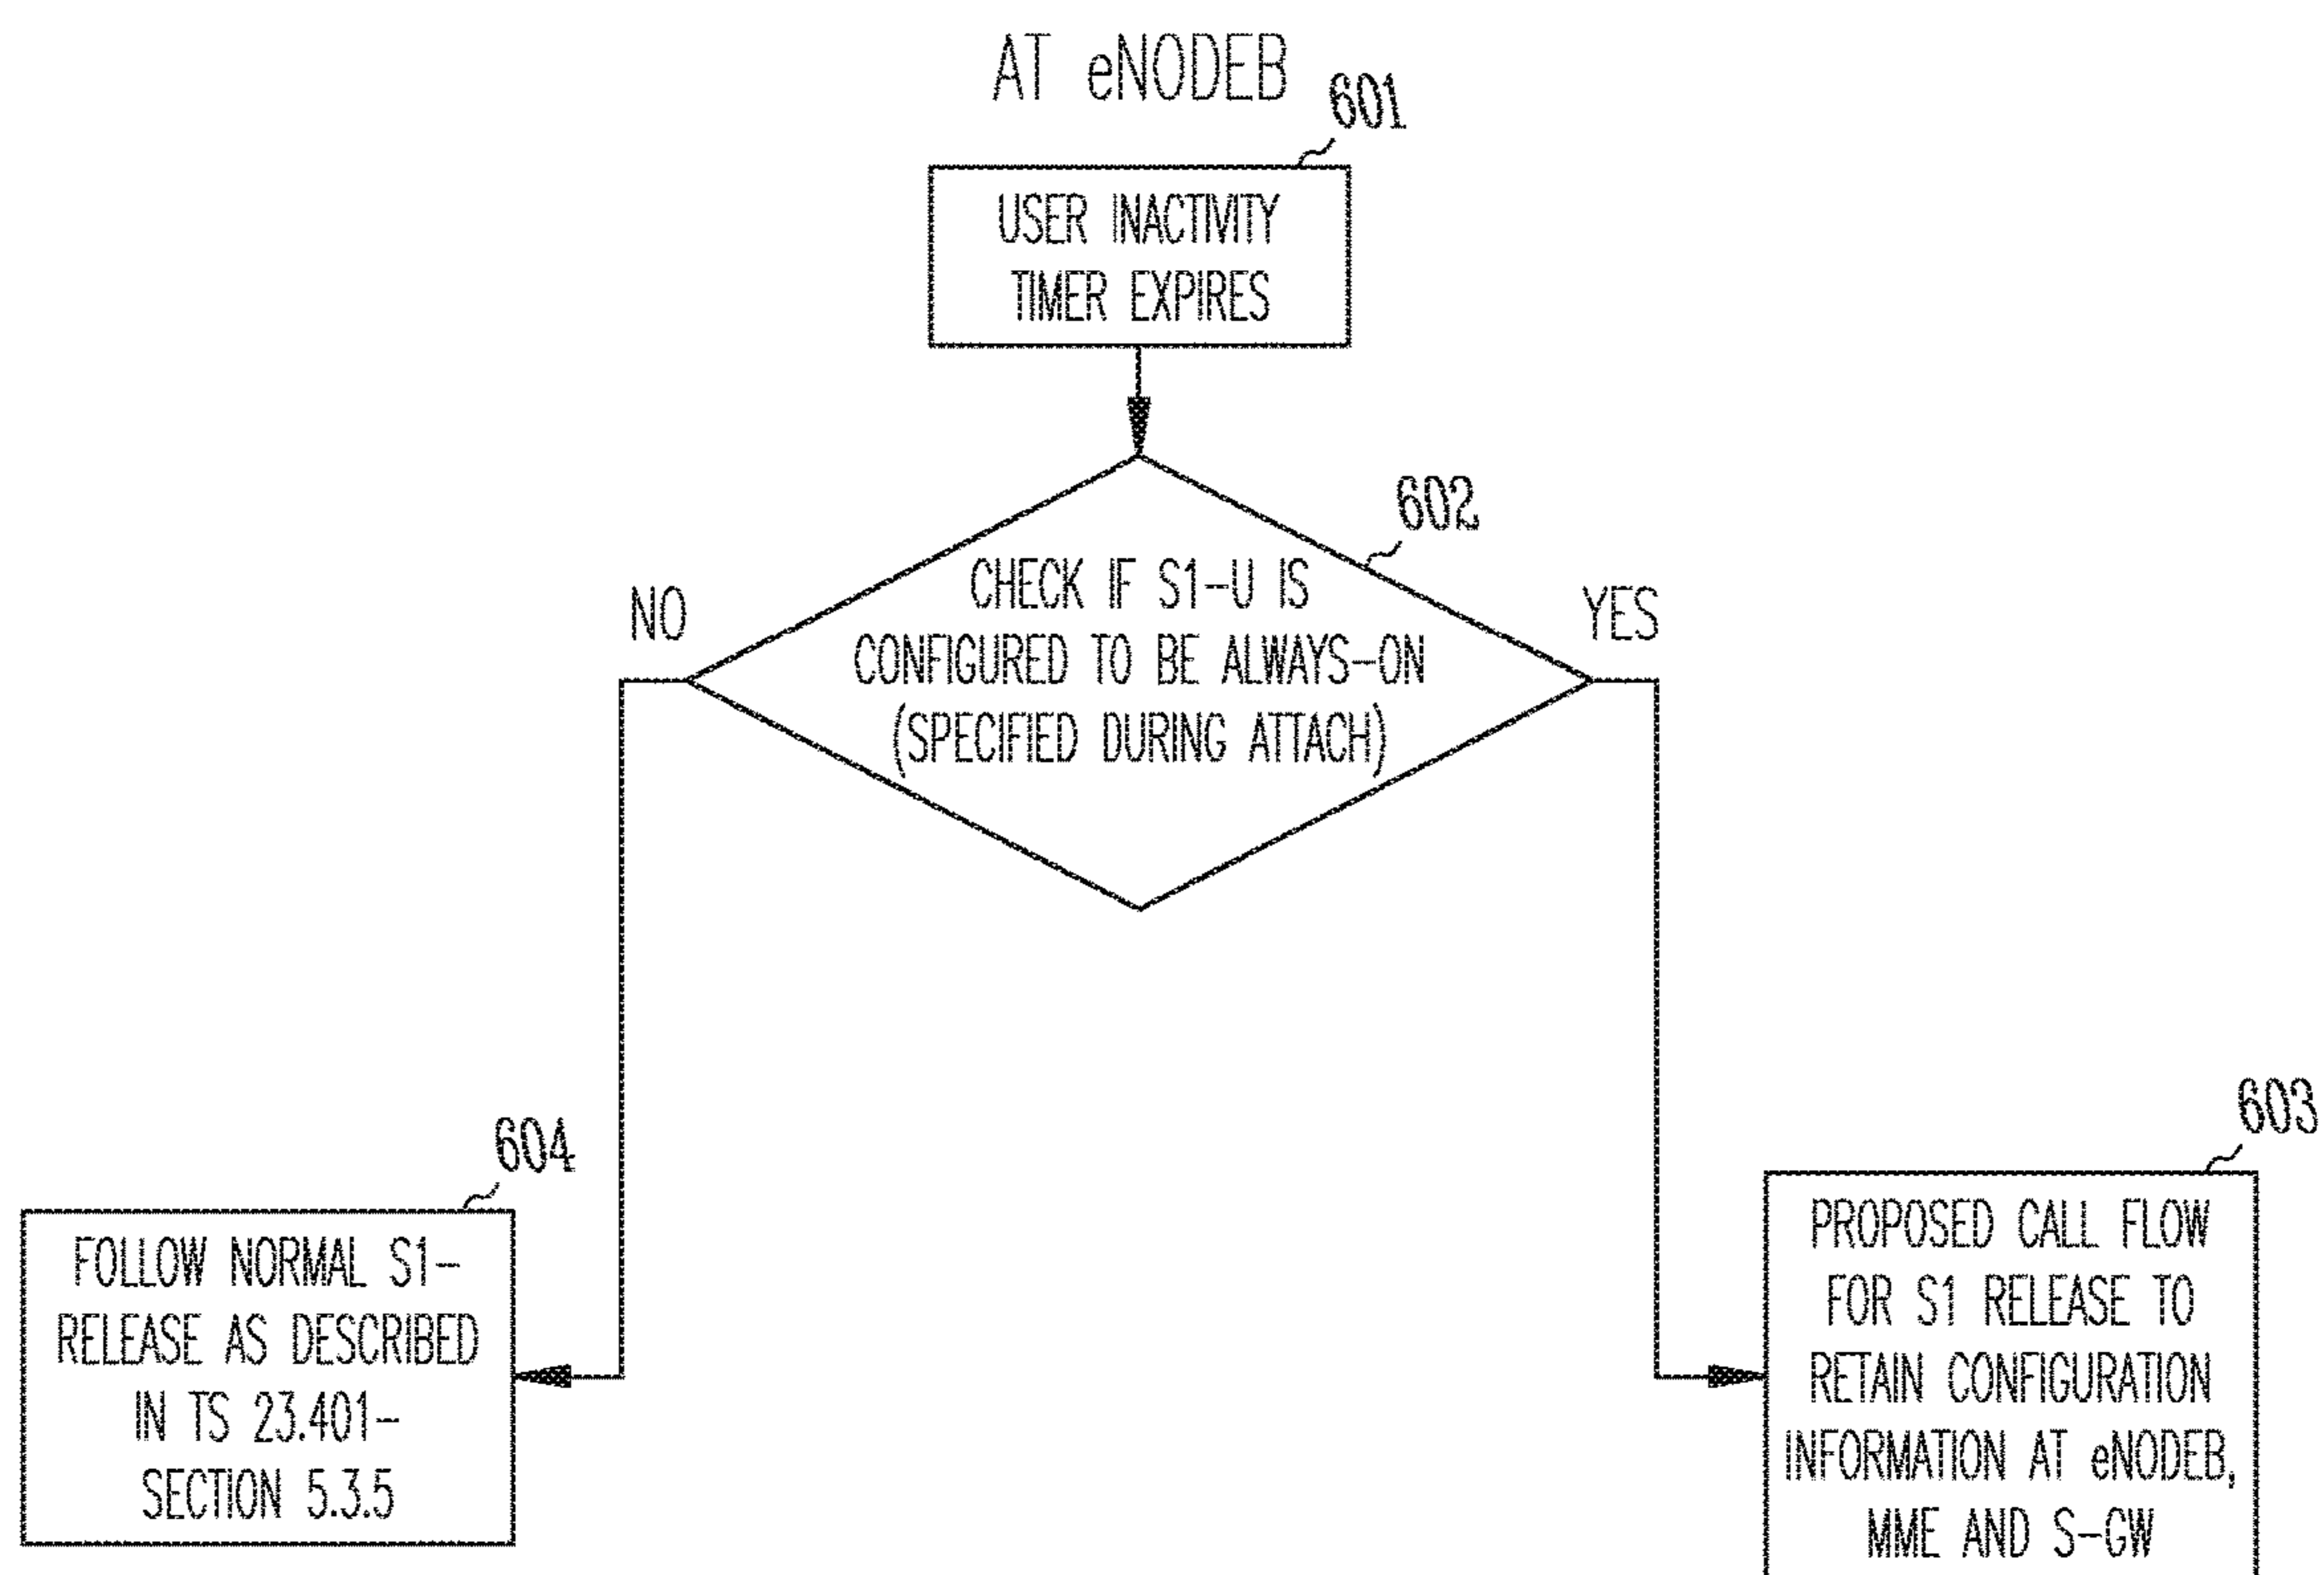 AT eNODEB
601
USER INACTIVITY
TIMER EXPIRES
602
CHECK IF S1-U IS
CONFIGURED TO BE ALWAYS-ON
(SPECIFIED DURING ATTACH)
NO
YES
604
FOLLOW NORMAL S1-
RELEASE AS DESCRIBED
IN TS 23.401-
SECTION 5.3.5
603
PROPOSED CALL FLOW
FOR S1 RELEASE TO
RETAIN CONFIGURATION
INFORMATION AT eNODEB,
MME AND S-GW